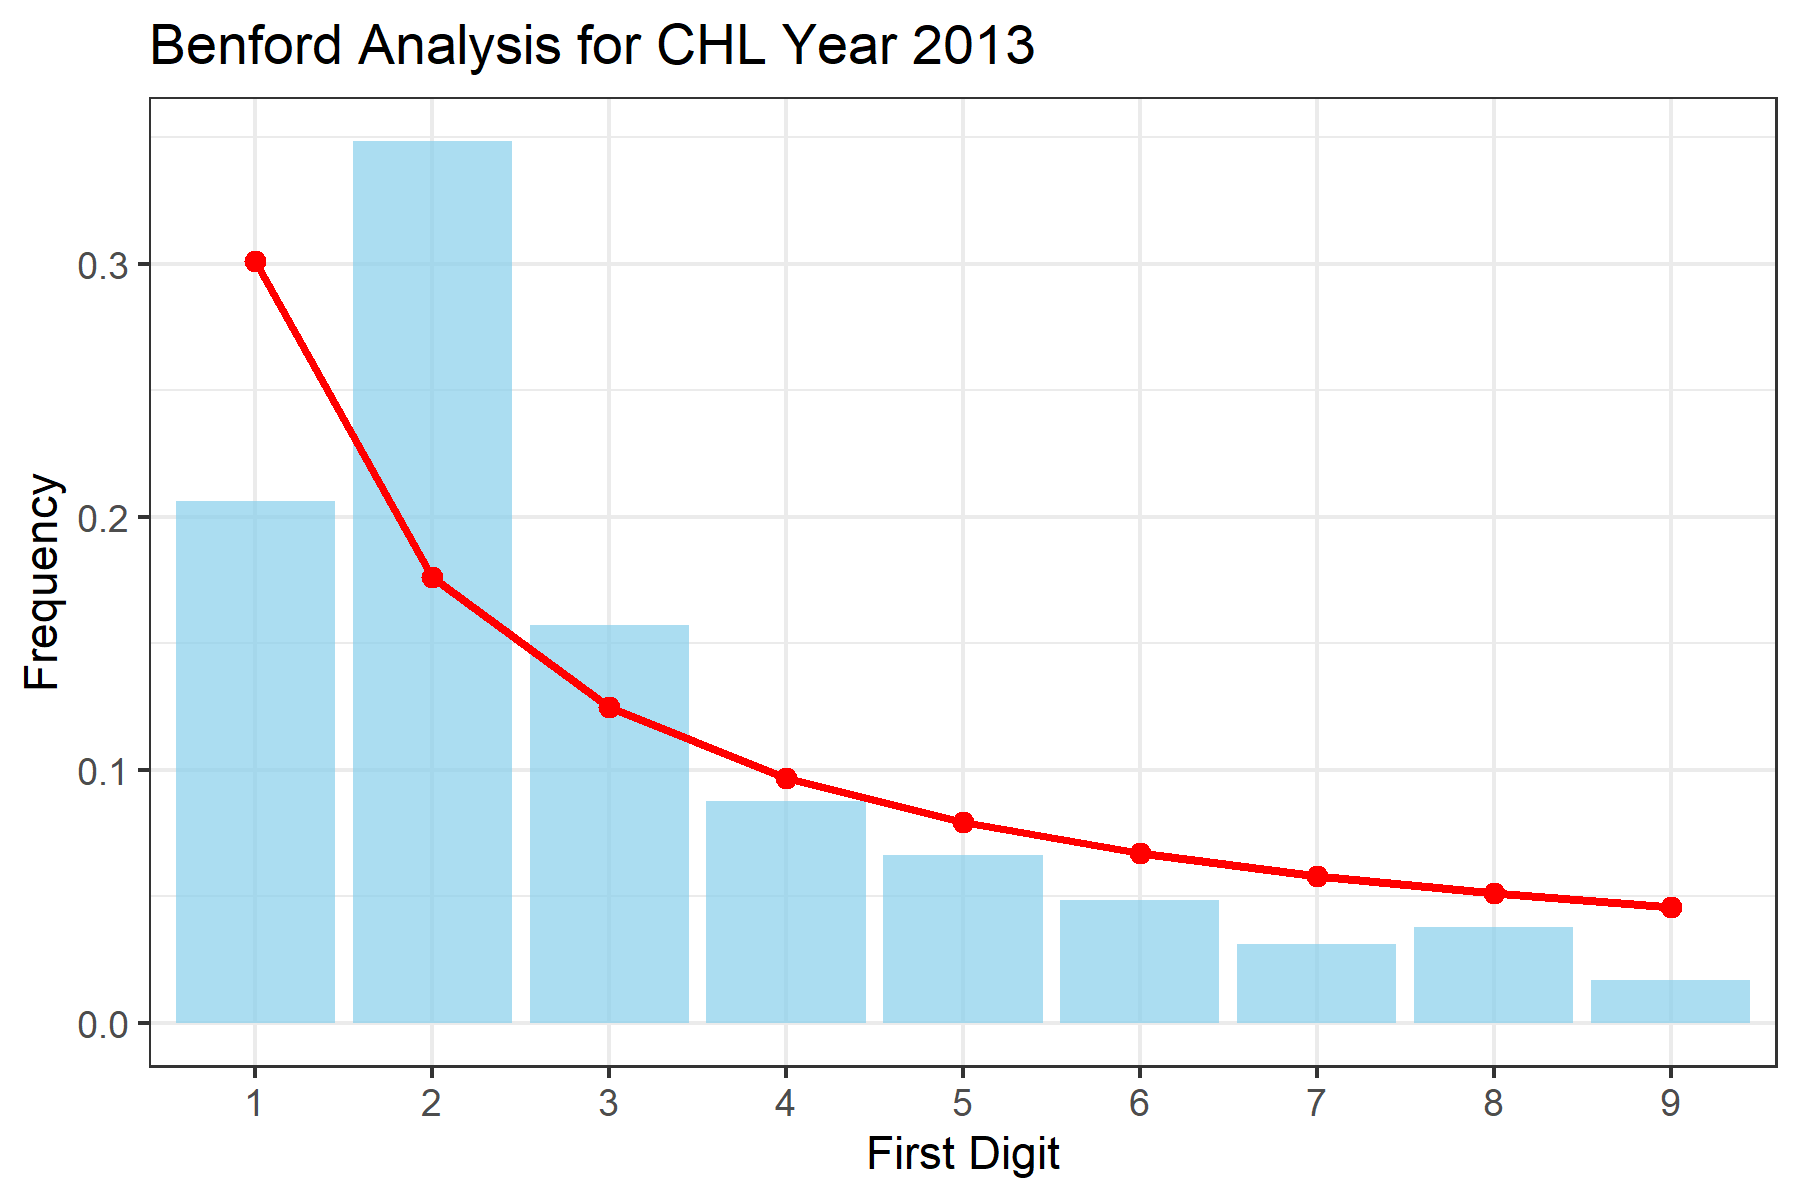 Benford Analysis for CHL Year 2013
Frequency
0.3
0.2
0.1
0.0
1 2 3 4 5 6 7 8 9
First Digit